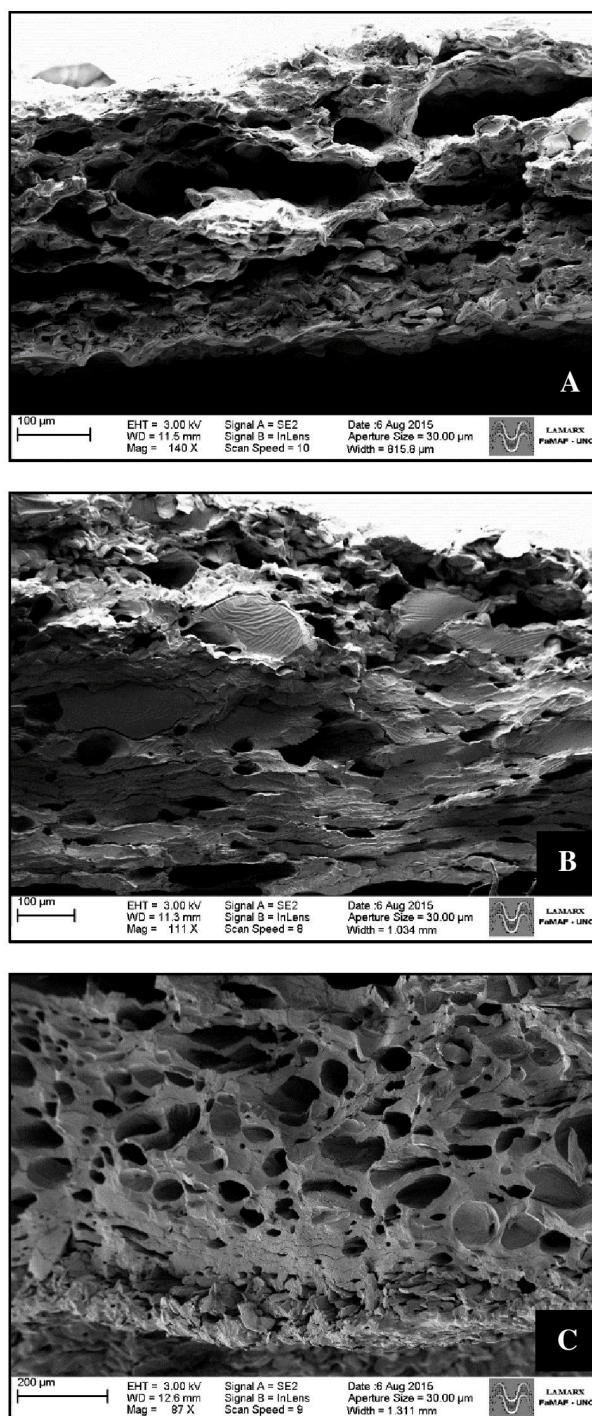 A
100 µm
EHT = 3.00 kV Signal A = SE2 Date :6 Aug 2015
WD = 11.5 mm Signal B = InLens Aperture Size = 30.00 µm
Mag = 140 X Scan Speed = 10 Width = 815.8 µm
LAMARX
FaMAF - UNC
B
100 µm
EHT = 3.00 kV Signal A = SE2 Date :6 Aug 2015
WD = 11.3 mm Signal B = InLens Aperture Size = 30.00 µm
Mag = 111 X Scan Speed = 8 Width = 1.034 mm
LAMARX
FaMAF - UNC
C
200 µm
EHT = 3.00 kV Signal A = SE2 Date :6 Aug 2015
WD = 12.6 mm Signal B = InLens Aperture Size = 30.00 µm
Mag = 87 X Scan Speed = 9 Width = 1.311 mm
LAMARX
FaMAF - UNC